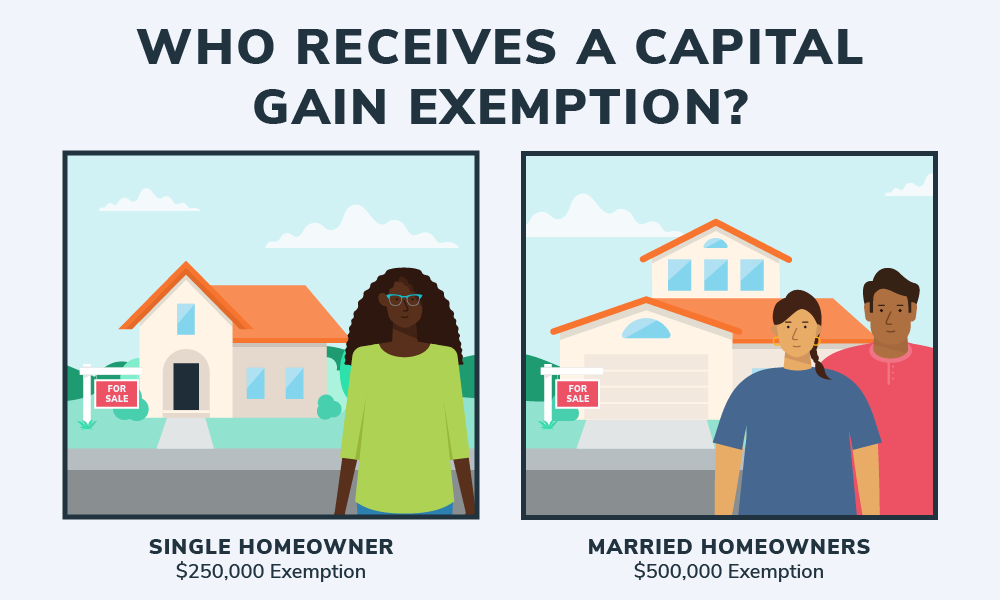 WHO RECEIVES A CAPITAL
GAIN EXEMPTION?
FOR
SALE
FOR
SALE
SINGLE HOMEOWNER
$250,000 Exemption
MARRIED HOMEOWNERS
$500,000 Exemption